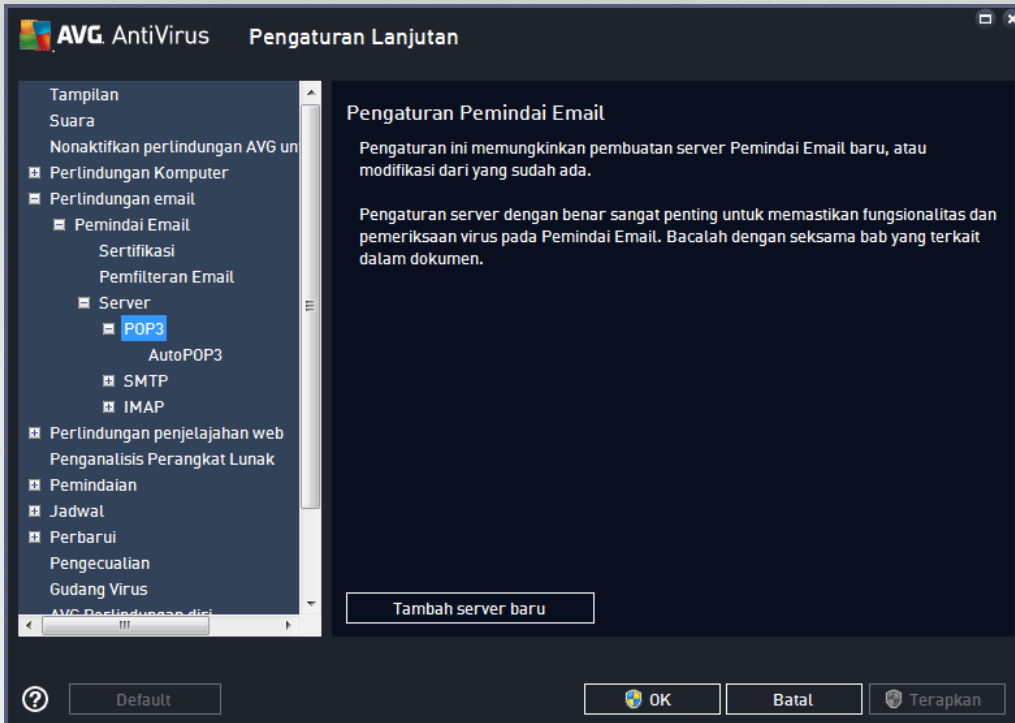 AVG. AntiVirus
Pengaturan Lanjutan
Tampilan
Suara
Nonaktifkan perlindungan AVG un
Perlindungan Komputer
Perlindungan email
Pemindai Email
Sertifikasi
Pemfilteran Email
Server
POP3
AutoPOP3
SMTP
IMAP
Perlindungan penjelajahan web
Penganalisis Perangkat Lunak
Pemindaian
Jadwal
Perbarui
Pengecualian
Gudang Virus
AVG Perlindungan diri
Pengaturan Pemindai Email
Pengaturan ini memungkinkan pembuatan server Pemindai Email baru, atau
modifikasi dari yang sudah ada.
Pengaturan server dengan benar sangat penting untuk memastikan fungsionalitas dan
pemeriksaan virus pada Pemindai Email. Bacalah dengan seksama bab yang terkait
dalam dokumen.
Tambah server baru
Default
OK
Batal
Terapkan